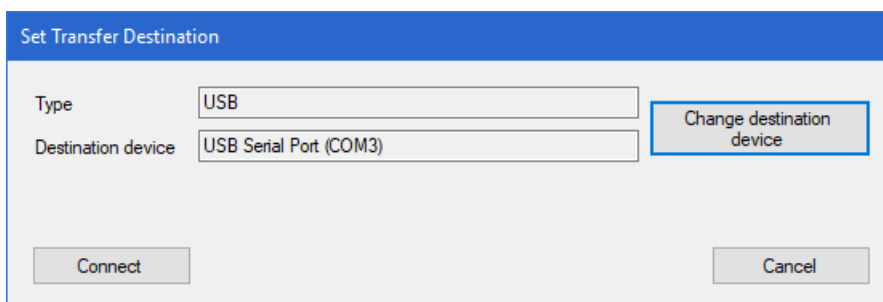 Set Transfer Destination
Type
USB
Destination device
USB Serial Port (COM3)
Change destination
device
Connect
Cancel